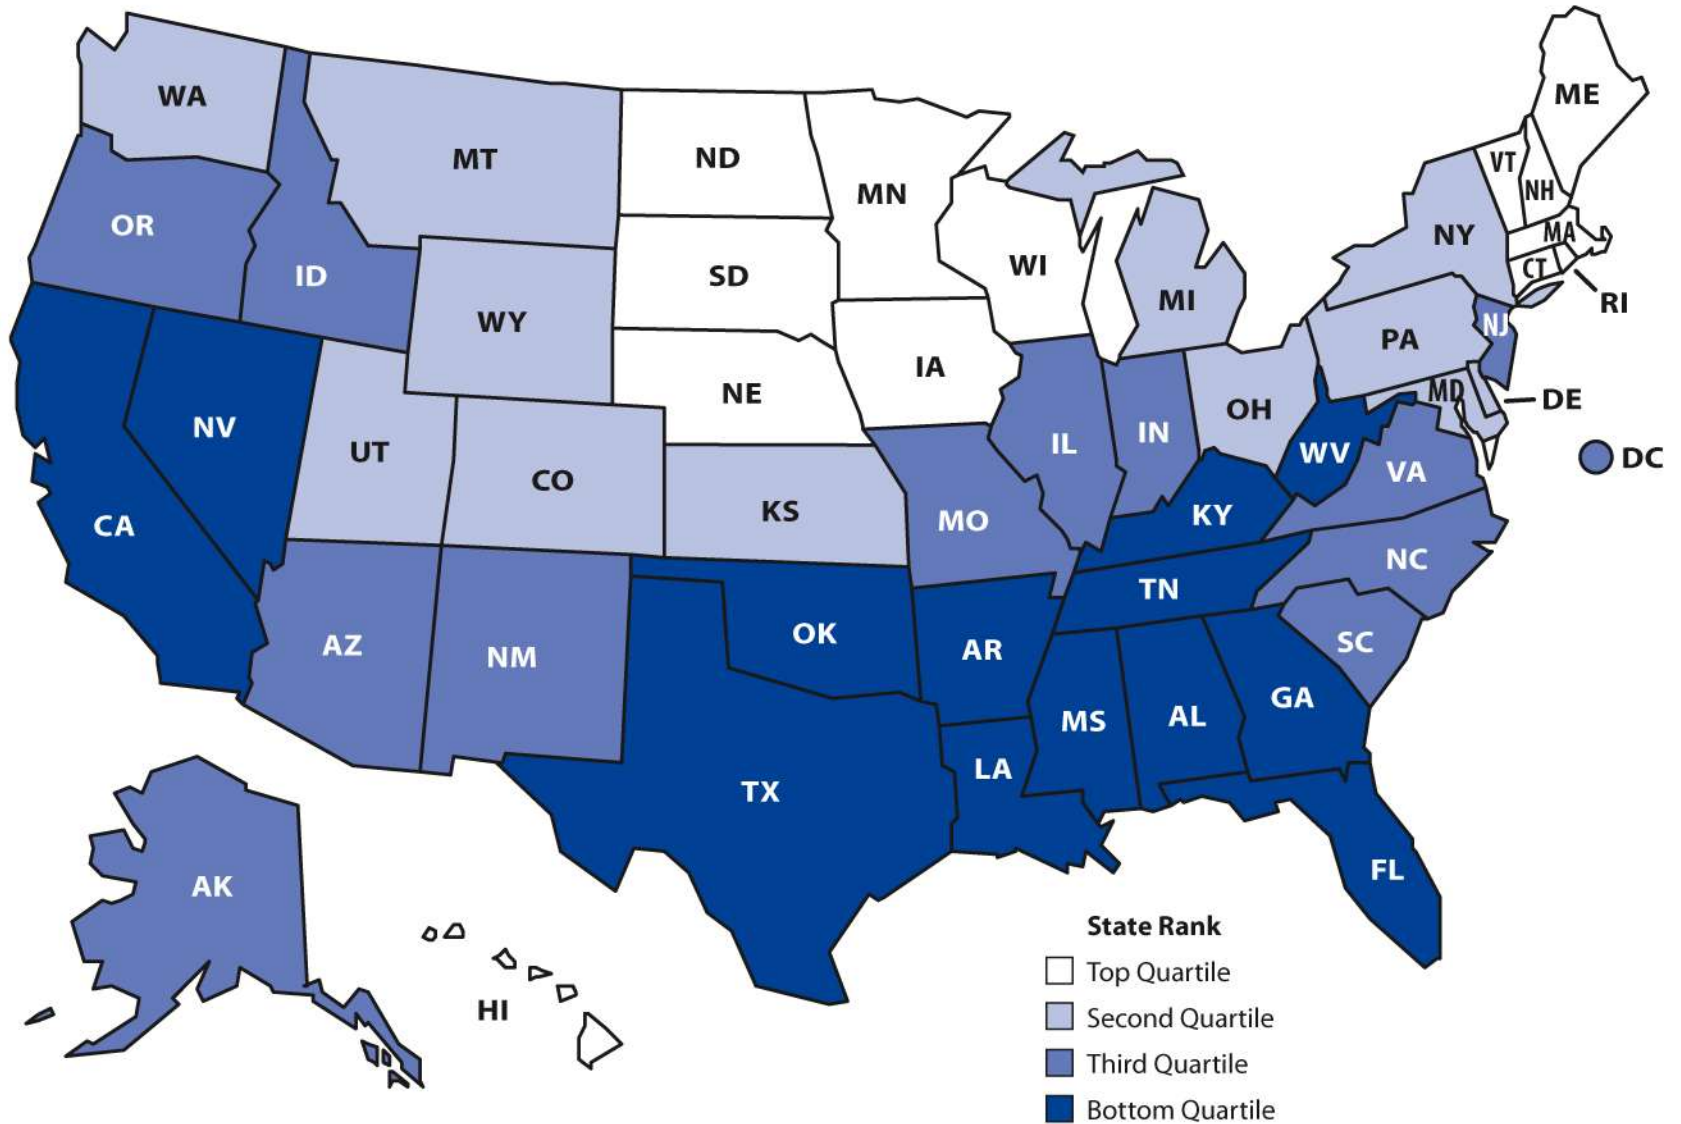 WA
MT
ND
MN
ME
VT
NH
OR
ID
WY
SD
WI
MI
NY
MA
CT
RI
NV
UT
CO
NE
IA
IL
IN
OH
PA
NJ
MD
DE
DC
CA
KS
MO
KY
WV
VA
AZ
NM
OK
AR
TN
NC
SC
TX
LA
MS
AL
GA
FL
AK
HI
State Rank
Top Quartile
Second Quartile
Third Quartile
Bottom Quartile